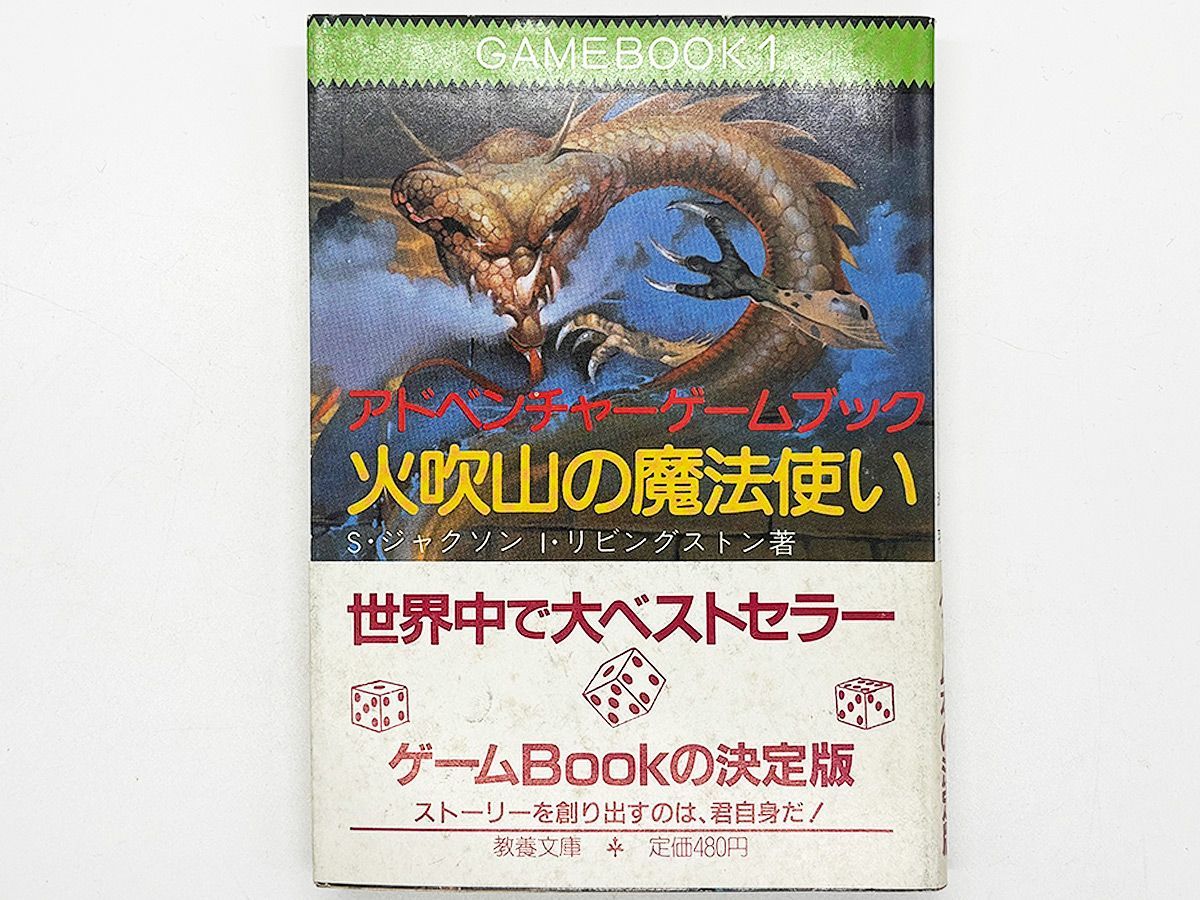 GAMEBOOK 1
アドベンチャーゲームブック
火吹山の魔法使い
S・ジャクソン I・リビングストン著
世界中で大ベストセラー
ゲームBookの決定版
ストーリーを創り出すのは、君自身だ!
教養文庫 定価480円